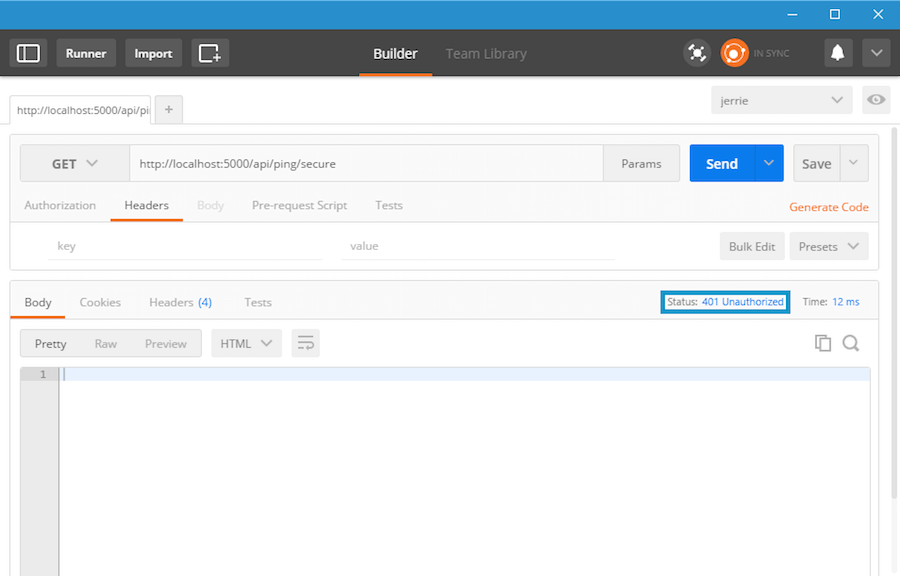 Runner Import Builder Team Library IN SYNC
http://localhost:5000/api/pi + jerrie
GET http://localhost:5000/api/ping/secure Params Send Save
Authorization Headers Body Pre-request Script Tests Generate Code
key value Bulk Edit Presets
Body Cookies Headers (4) Tests Status: 401 Unauthorized Time: 12 ms
Pretty Raw Preview HTML
1